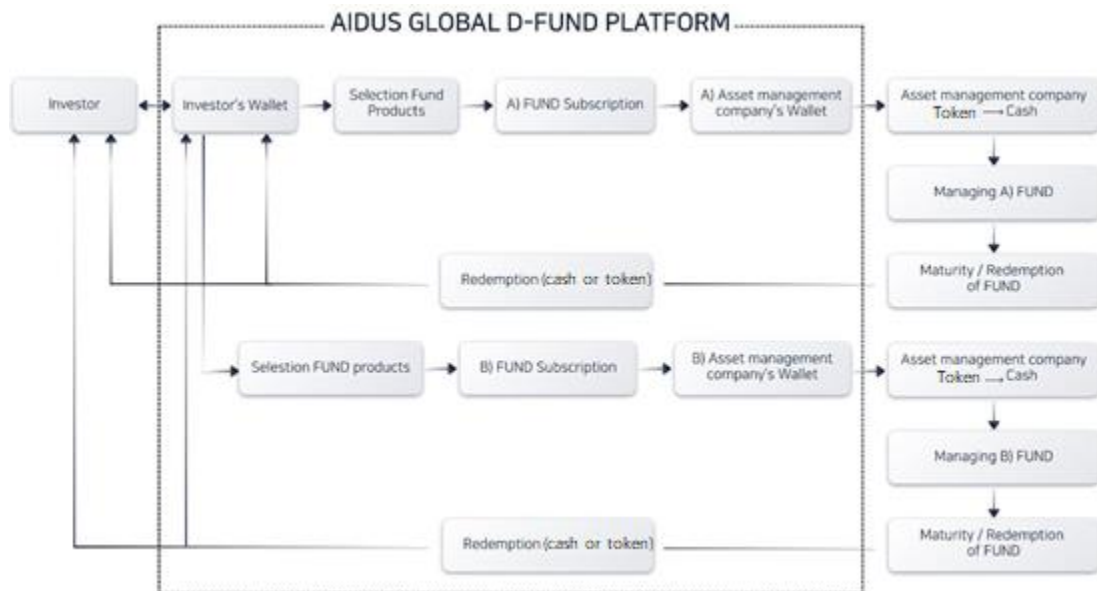 AIDUS GLOBAL D-FUND PLATFORM
Investor
Investor's Wallet
Selection Fund
Products
A) FUND Subscription
A) Asset management
company's Wallet
Asset management company
Token → Cash
Managing A) FUND
Redemption (cash or token)
Maturity / Redemption
of FUND
Selection FUND products
B) FUND Subscription
B) Asset management
company's Wallet
Asset management company
Token → Cash
Managing B) FUND
Redemption (cash or token)
Maturity / Redemption
of FUND